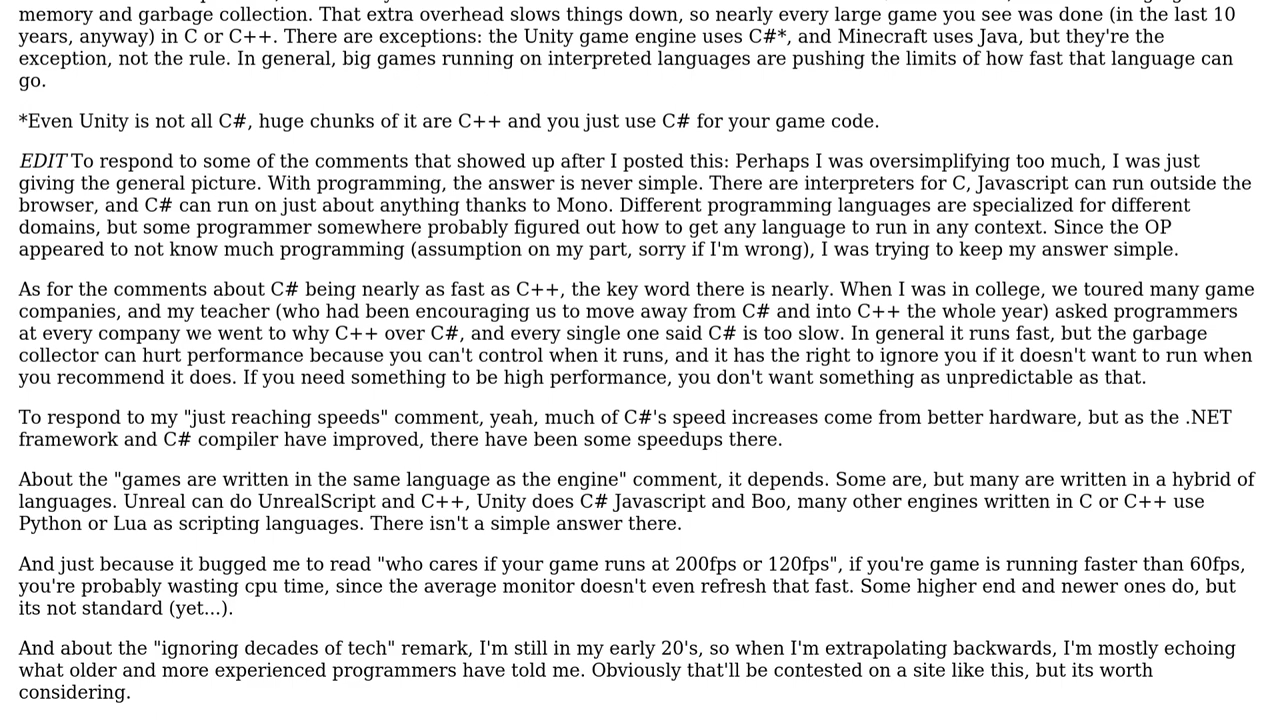 memory and garbage collection. That extra overhead slows things down, so nearly every large game you see was done (in the last 10
years, anyway) in C or C++. There are exceptions: the Unity game engine uses C#*, and Minecraft uses Java, but they're the
exception, not the rule. In general, big games running on interpreted languages are pushing the limits of how fast that language can
go.
*Even Unity is not all C#, huge chunks of it are C++ and you just use C# for your game code.
EDIT To respond to some of the comments that showed up after I posted this: Perhaps I was oversimplifying too much, I was just
giving the general picture. With programming, the answer is never simple. There are interpreters for C, Javascript can run outside the
browser, and C# can run on just about anything thanks to Mono. Different programming languages are specialized for different
domains, but some programmer somewhere probably figured out how to get any language to run in any context. Since the OP
appeared to not know much programming (assumption on my part, sorry if I'm wrong), I was trying to keep my answer simple.
As for the comments about C# being nearly as fast as C++, the key word there is nearly. When I was in college, we toured many game
companies, and my teacher (who had been encouraging us to move away from C# and into C++ the whole year) asked programmers
at every company we went to why C++ over C#, and every single one said C# is too slow. In general it runs fast, but the garbage
collector can hurt performance because you can't control when it runs, and it has the right to ignore you if it doesn't want to run when
you recommend it does. If you need something to be high performance, you don't want something as unpredictable as that.
To respond to my "just reaching speeds" comment, yeah, much of C#'s speed increases come from better hardware, but as the .NET
framework and C# compiler have improved, there have been some speedups there.
About the "games are written in the same language as the engine" comment, it depends. Some are, but many are written in a hybrid of
languages. Unreal can do UnrealScript and C++, Unity does C# Javascript and Boo, many other engines written in C or C++ use
Python or Lua as scripting languages. There isn't a simple answer there.
And just because it bugged me to read "who cares if your game runs at 200fps or 120fps", if you're game is running faster than 60fps,
you're probably wasting cpu time, since the average monitor doesn't even refresh that fast. Some higher end and newer ones do, but
its not standard (yet...).
And about the "ignoring decades of tech" remark, I'm still in my early 20's, so when I'm extrapolating backwards, I'm mostly echoing
what older and more experienced programmers have told me. Obviously that'll be contested on a site like this, but its worth
considering.